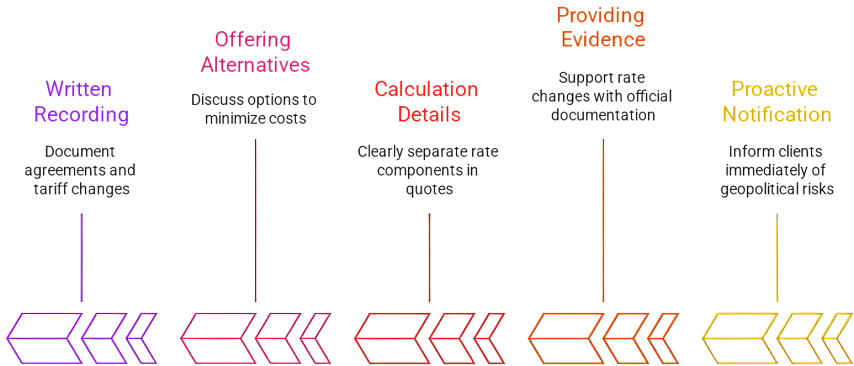 Written
Recording
Document
agreements and
tariff changes
Offering
Alternatives
Discuss options to
minimize costs
Calculation
Details
Clearly separate rate
components in
quotes
Providing
Evidence
Support rate
changes with official
documentation
Proactive
Notification
Inform clients
immediately of
geopolitical risks